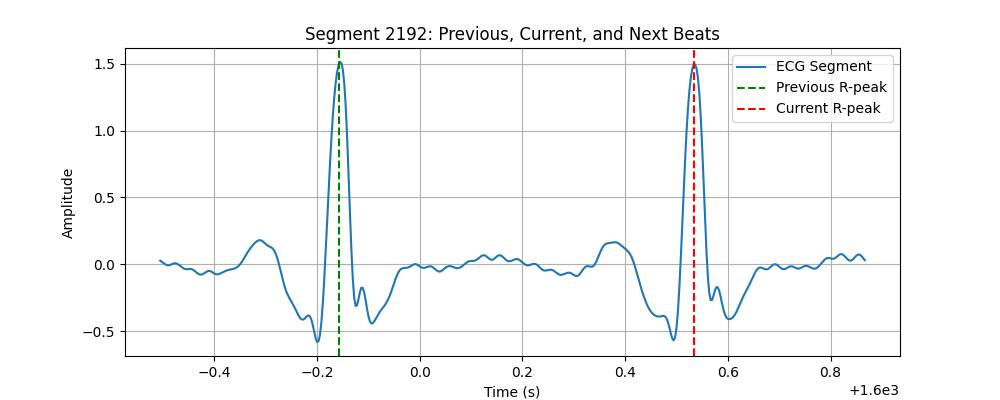 Segment 2192: Previous, Current, and Next Beats
ECG Segment
Previous R-peak
Current R-peak
Amplitude
1.5
1.0
0.5
0.0
−0.5
−0.4
−0.2
0.0
0.2
0.4
0.6
0.8
+1.6e3
Time (s)